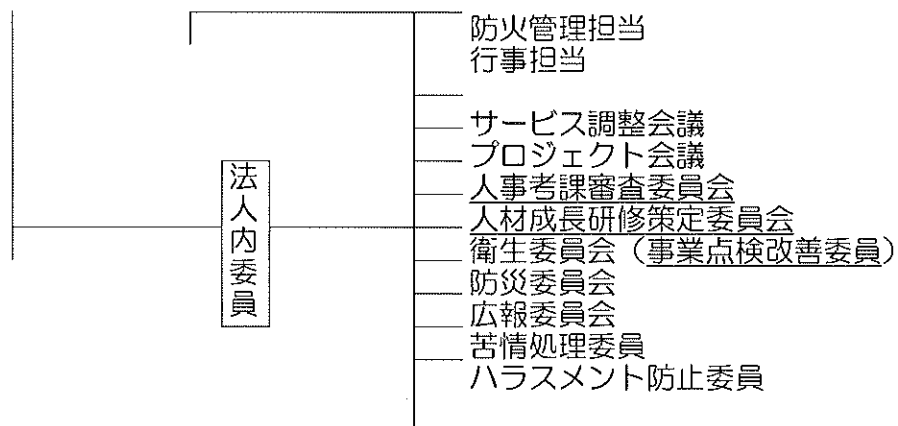 防火管理担当
行事担当
サービス調整会議
プロジェクト会議
人事考課審査委員会
人材成長研修策定委員会
法人内委員
衛生委員会（事業点検改善委員）
防災委員会
広報委員会
苦情処理委員
ハラスメント防止委員